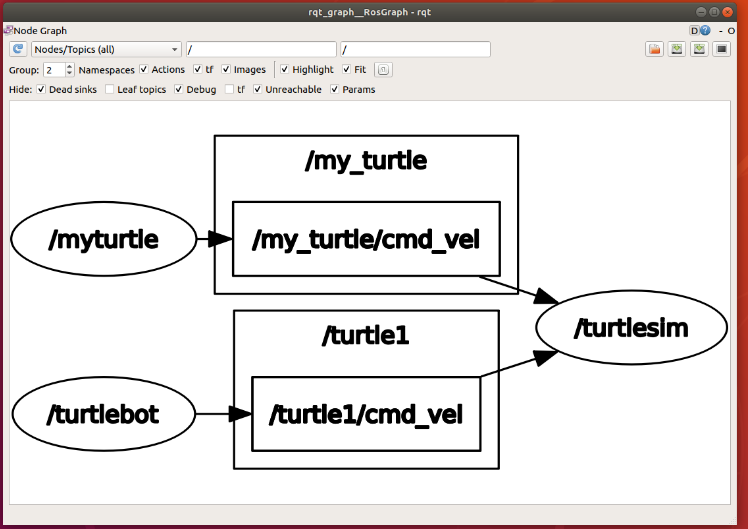 rqt_graph__RosGraph - rqt
Node Graph
D ? - O
Nodes/Topics (all) / /
Group: 2 Namespaces Actions tf Images Highlight Fit
Hide: Dead sinks Leaf topics Debug tf Unreachable Params
/my_turtle
/myturtle
/my_turtle/cmd_vel
/turtlesim
/turtle1
/turtlebot
/turtle1/cmd_vel